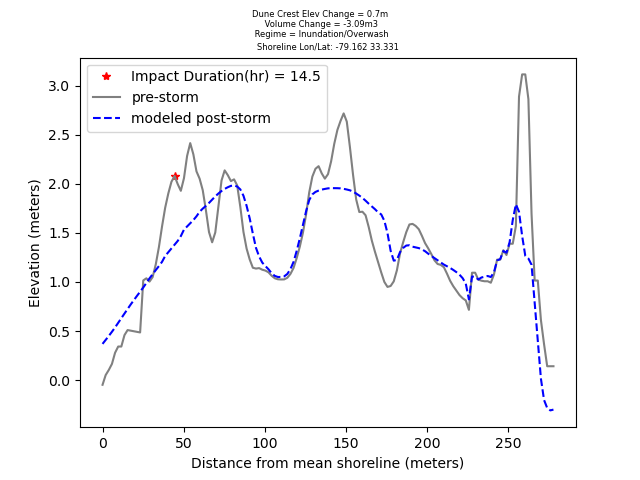 Dune Crest Elev Change = 0.7m
Volume Change = -3.09m3
Regime = Inundation/Overwash
Shoreline Lon/Lat: -79.162 33.331
Impact Duration(hr) = 14.5
pre-storm
modeled post-storm
Elevation (meters)
3.0
2.5
2.0
1.5
1.0
0.5
0.0
0 50 100 150 200 250
Distance from mean shoreline (meters)